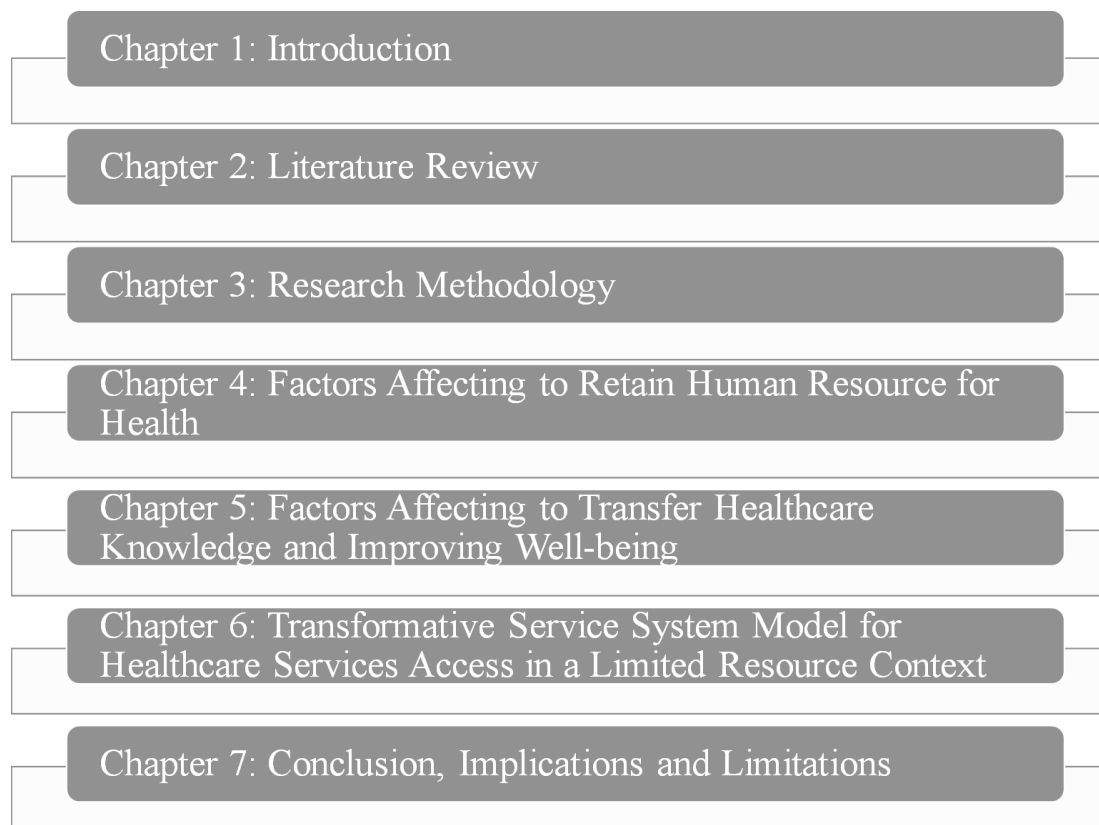 Chapter 1: Introduction
Chapter 2: Literature Review
Chapter 3: Research Methodology
Chapter 4: Factors Affecting to Retain Human Resource for
Health
Chapter 5: Factors Affecting to Transfer Healthcare
Knowledge and Improving Well-being
Chapter 6: Transformative Service System Model for
Healthcare Services Access in a Limited Resource Context
Chapter 7: Conclusion, Implications and Limitations